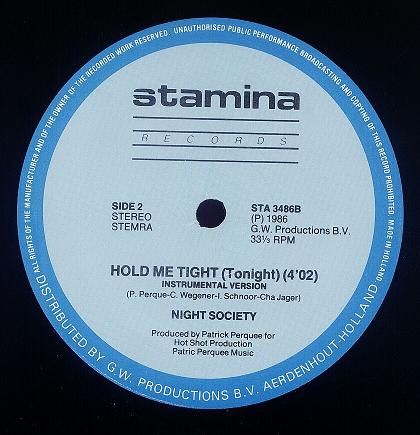 ALL RIGHTS OF THE MANUFACTURER AND OF THE OWNER OF THE RECORDED WORK RESERVED. UNAUTHORISED PUBLIC PERFORMANCE BROADCASTING AND COPYING OF THIS RECORD PROHIBITED. MADE IN HOLLAND
stamina
RECORDS
SIDE 2
STEREO
STEMRA
STA 3486B
(P) 1986
G.W. Productions B.V.
33⅓ RPM
HOLD ME TIGHT (Tonight) (4'02)
INSTRUMENTAL VERSION
(P. Perque-C. Wegener-I. Schnoor-Cha Jager)
NIGHT SOCIETY
Produced by Patrick Perquee for
Hot Shot Production
Patric Perquee Music
DISTRIBUTED BY G.W. PRODUCTIONS B.V. AERDENHOUT-HOLLAND